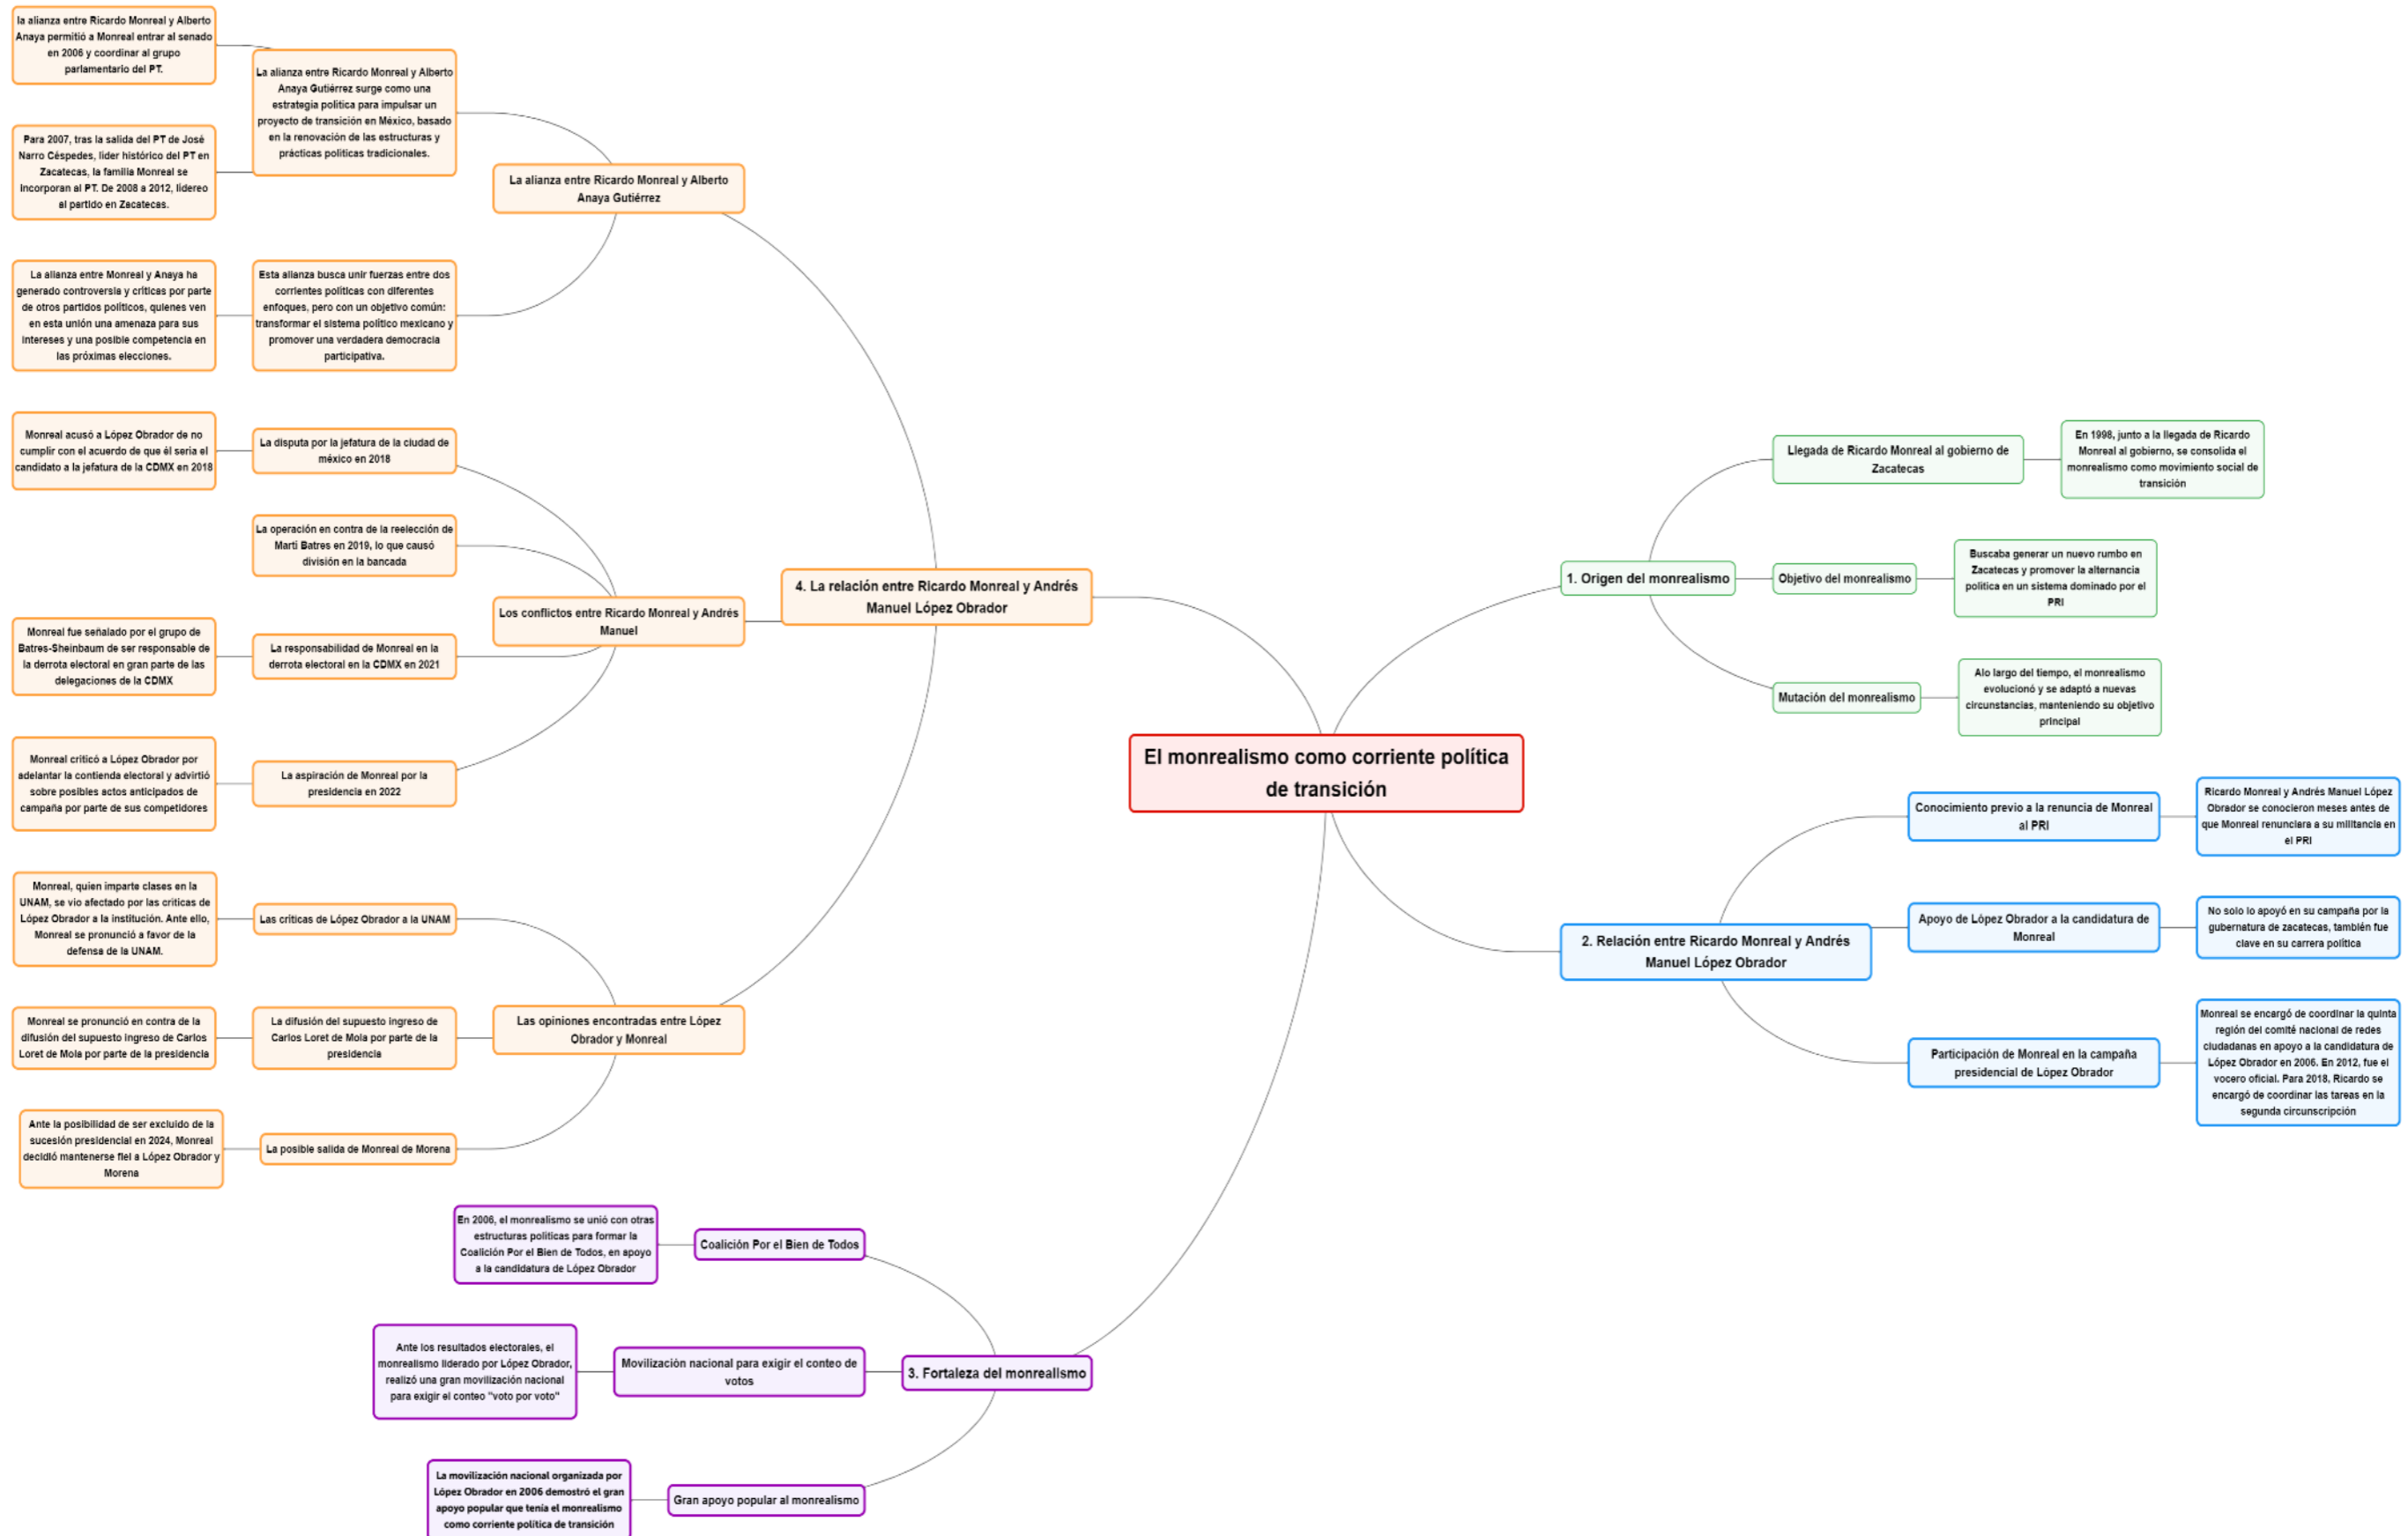 El monrealismo como corriente política
de transición
1. Origen del monrealismo
Llegada de Ricardo Monreal al gobierno de
Zacatecas
En 1998, junto a la llegada de Ricardo
Monreal al gobierno, se consolida el
monrealismo como movimiento social de
transición
Objetivo del monrealismo
Buscaba generar un nuevo rumbo en
Zacatecas y promover la alternancia
política en un sistema dominado por el
PRI
Mutación del monrealismo
Alo largo del tiempo, el monrealismo
evolucionó y se adaptó a nuevas
circunstancias, manteniendo su objetivo
principal
2. Relación entre Ricardo Monreal y Andrés
Manuel López Obrador
Conocimiento previo a la renuncia de Monreal
al PRI
Ricardo Monreal y Andrés Manuel López
Obrador se conocieron meses antes de
que Monreal renunciara a su militancia en
el PRI
Apoyo de López Obrador a la candidatura de
Monreal
No solo lo apoyó en su campaña por la
gubernatura de zacatecas, también fue
clave en su carrera política
Participación de Monreal en la campaña
presidencial de López Obrador
Monreal se encargó de coordinar la quinta
región del comité nacional de redes
ciudadanas en apoyo a la candidatura de
López Obrador en 2006. En 2012, fue el
vocero oficial. Para 2018, Ricardo se
encargó de coordinar las tareas en la
segunda circunscripción
3. Fortaleza del monrealismo
Coalición Por el Bien de Todos
En 2006, el monrealismo se unió con otras
estructuras políticas para formar la
Coalición Por el Bien de Todos, en apoyo
a la candidatura de López Obrador
Movilización nacional para exigir el conteo de
votos
Ante los resultados electorales, el
monrealismo liderado por López Obrador,
realizó una gran movilización nacional
para exigir el conteo "voto por voto"
Gran apoyo popular al monrealismo
La movilización nacional organizada por
López Obrador en 2006 demostró el gran
apoyo popular que tenía el monrealismo
como corriente política de transición
4. La relación entre Ricardo Monreal y Andrés
Manuel López Obrador
La alianza entre Ricardo Monreal y Alberto
Anaya Gutiérrez
La alianza entre Ricardo Monreal y Alberto
Anaya Gutiérrez surge como una
estrategia política para impulsar un
proyecto de transición en México, basado
en la renovación de las estructuras y
prácticas políticas tradicionales.
la alianza entre Ricardo Monreal y Alberto
Anaya permitió a Monreal entrar al senado
en 2006 y coordinar al grupo
parlamentario del PT.
Para 2007, tras la salida del PT de José
Narro Céspedes, líder histórico del PT en
Zacatecas, la familia Monreal se
incorporan al PT. De 2008 a 2012, lidereo
al partido en Zacatecas.
Esta alianza busca unir fuerzas entre dos
corrientes políticas con diferentes
enfoques, pero con un objetivo común:
transformar el sistema político mexicano y
promover una verdadera democracia
participativa.
La alianza entre Monreal y Anaya ha
generado controversia y críticas por parte
de otros partidos políticos, quienes ven
en esta unión una amenaza para sus
intereses y una posible competencia en
las próximas elecciones.
Los conflictos entre Ricardo Monreal y Andrés
Manuel
La disputa por la jefatura de la ciudad de
méxico en 2018
Monreal acusó a López Obrador de no
cumplir con el acuerdo de que él sería el
candidato a la jefatura de la CDMX en 2018
La operación en contra de la reelección de
Martí Batres en 2019, lo que causó
división en la bancada
La responsabilidad de Monreal en la
derrota electoral en la CDMX en 2021
Monreal fue señalado por el grupo de
Batres-Sheinbaum de ser responsable de
la derrota electoral en gran parte de las
delegaciones de la CDMX
La aspiración de Monreal por la
presidencia en 2022
Monreal criticó a López Obrador por
adelantar la contienda electoral y advirtió
sobre posibles actos anticipados de
campaña por parte de sus competidores
Las opiniones encontradas entre López
Obrador y Monreal
Las críticas de López Obrador a la UNAM
Monreal, quien imparte clases en la
UNAM, se vio afectado por las críticas de
López Obrador a la institución. Ante ello,
Monreal se pronunció a favor de la
defensa de la UNAM.
La difusión del supuesto ingreso de
Carlos Loret de Mola por parte de la
presidencia
Monreal se pronunció en contra de la
difusión del supuesto ingreso de Carlos
Loret de Mola por parte de la presidencia
La posible salida de Monreal de Morena
Ante la posibilidad de ser excluido de la
sucesión presidencial en 2024, Monreal
decidió mantenerse fiel a López Obrador y
Morena